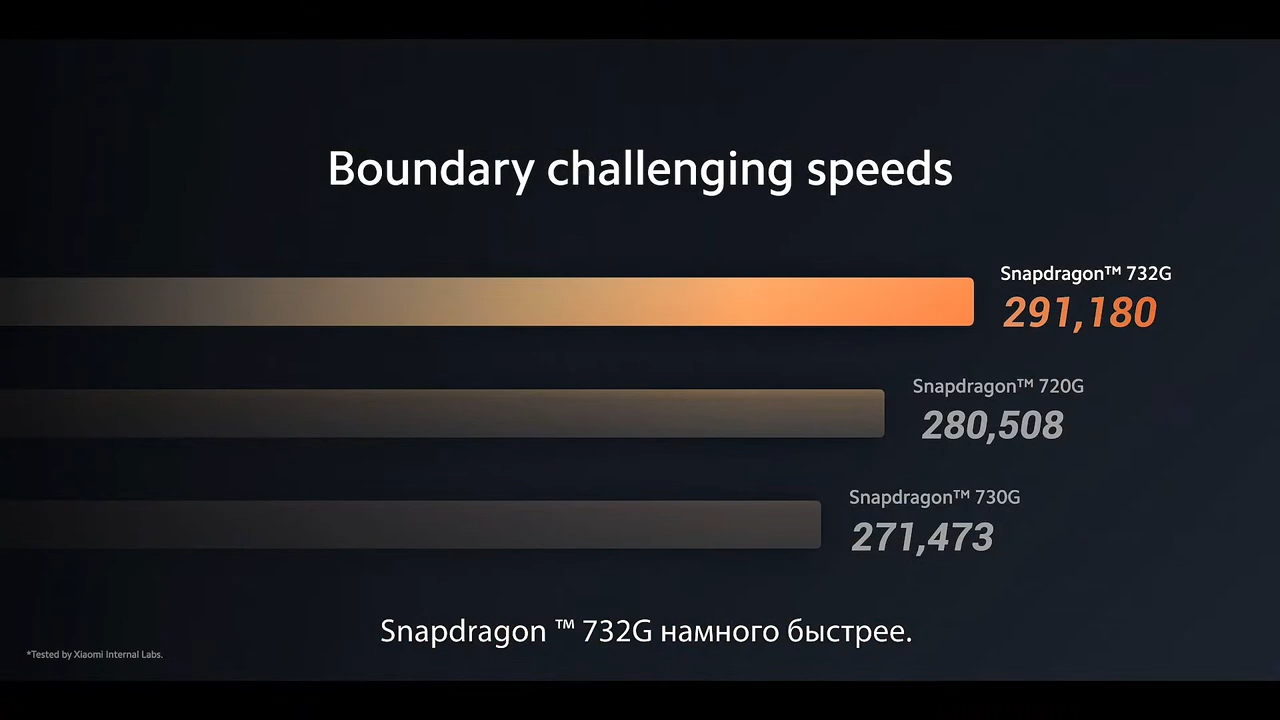 Boundary challenging speeds
Snapdragon™ 732G
291,180
Snapdragon™ 720G
280,508
Snapdragon™ 730G
271,473
Snapdragon ™ 732G намного быстрее.
*Tested by Xiaomi Internal Labs.